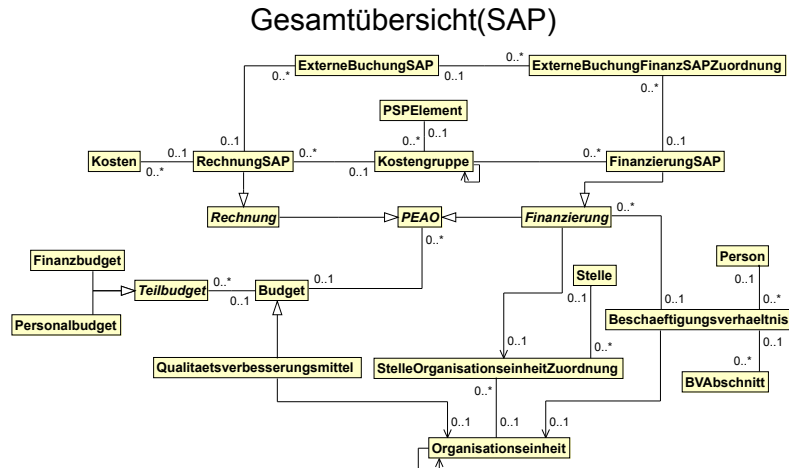 Gesamtübersicht(SAP)
ExterneBuchungSAP
ExterneBuchungFinanzSAPZuordnung
0..*
0..1
0..*
0..*
PSPElement
0..1
0..1
0..*
0..1
Kosten
0..*
0..1
RechnungSAP
0..*
0..1
Kostengruppe
0..*
FinanzierungSAP
Rechnung
PEAO
Finanzierung
0..*
0..*
Finanzbudget
Stelle
Person
Teilbudget
0..*
0..1
Budget
0..1
0..1
0..1
0..*
Personalbudget
0..1
Beschaeftigungsverhaeltnis
0..1
0..1
0..*
0..*
Qualitaetsverbesserungsmittel
StelleOrganisationseinheitZuordnung
BVAbschnitt
0..*
0..1
0..1
0..1
Organisationseinheit